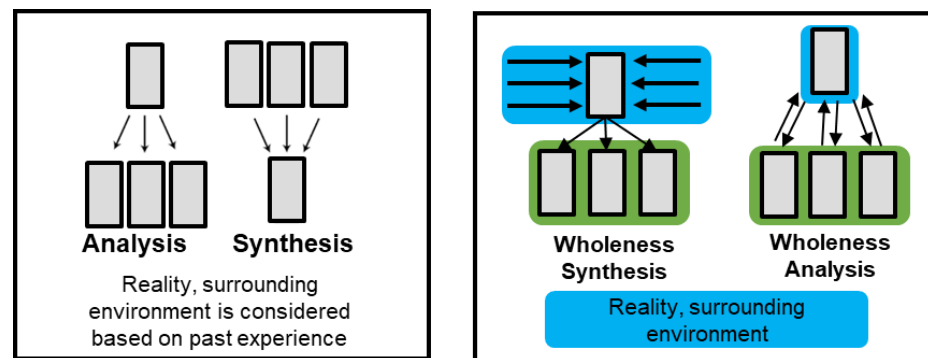 Analysis
Synthesis
Reality, surrounding
environment is considered
based on past experience
Wholeness
Synthesis
Wholeness
Analysis
Reality, surrounding
environment